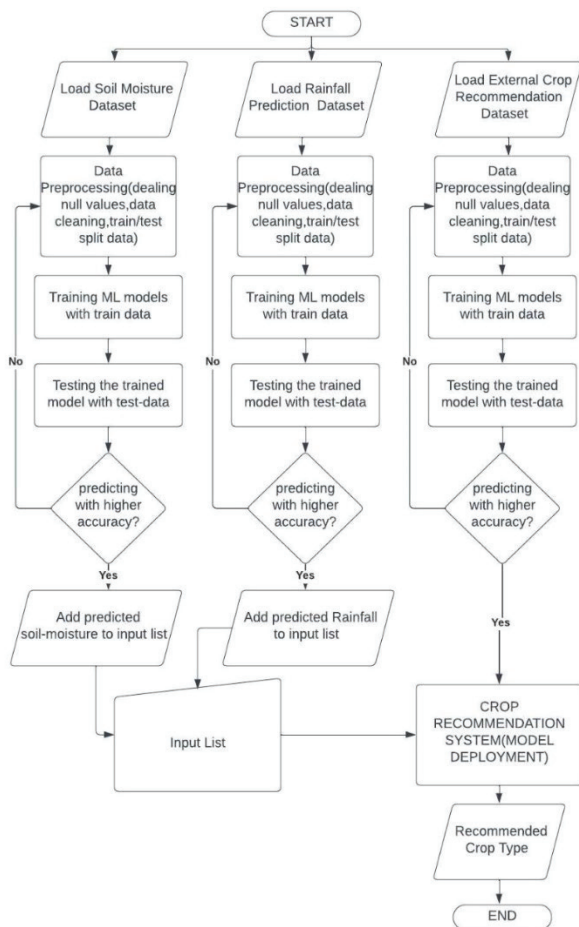 START
Load Soil Moisture
Dataset
Load Rainfall
Prediction Dataset
Load External Crop
Recommendation
Dataset
Data
Preprocessing(dealing
null values,data
cleaning,train/test
split data)
Data
Preprocessing(dealing
null values,data
cleaning,train/test
split data)
Data
Preprocessing(dealing
null values,data
cleaning,train/test
split data)
Training ML models
with train data
Training ML models
with train data
Training ML models
with train data
No
No
No
Testing the trained
model with test-data
Testing the trained
model with test-data
Testing the trained
model with test-data
predicting
with higher
accuracy?
predicting
with higher
accuracy?
predicting
with higher
accuracy?
Yes
Yes
Yes
Add predicted
soil-moisture to input list
Add predicted Rainfall
to input list
Input List
CROP
RECOMMENDATION
SYSTEM(MODEL
DEPLOYMENT)
Recommended
Crop Type
END